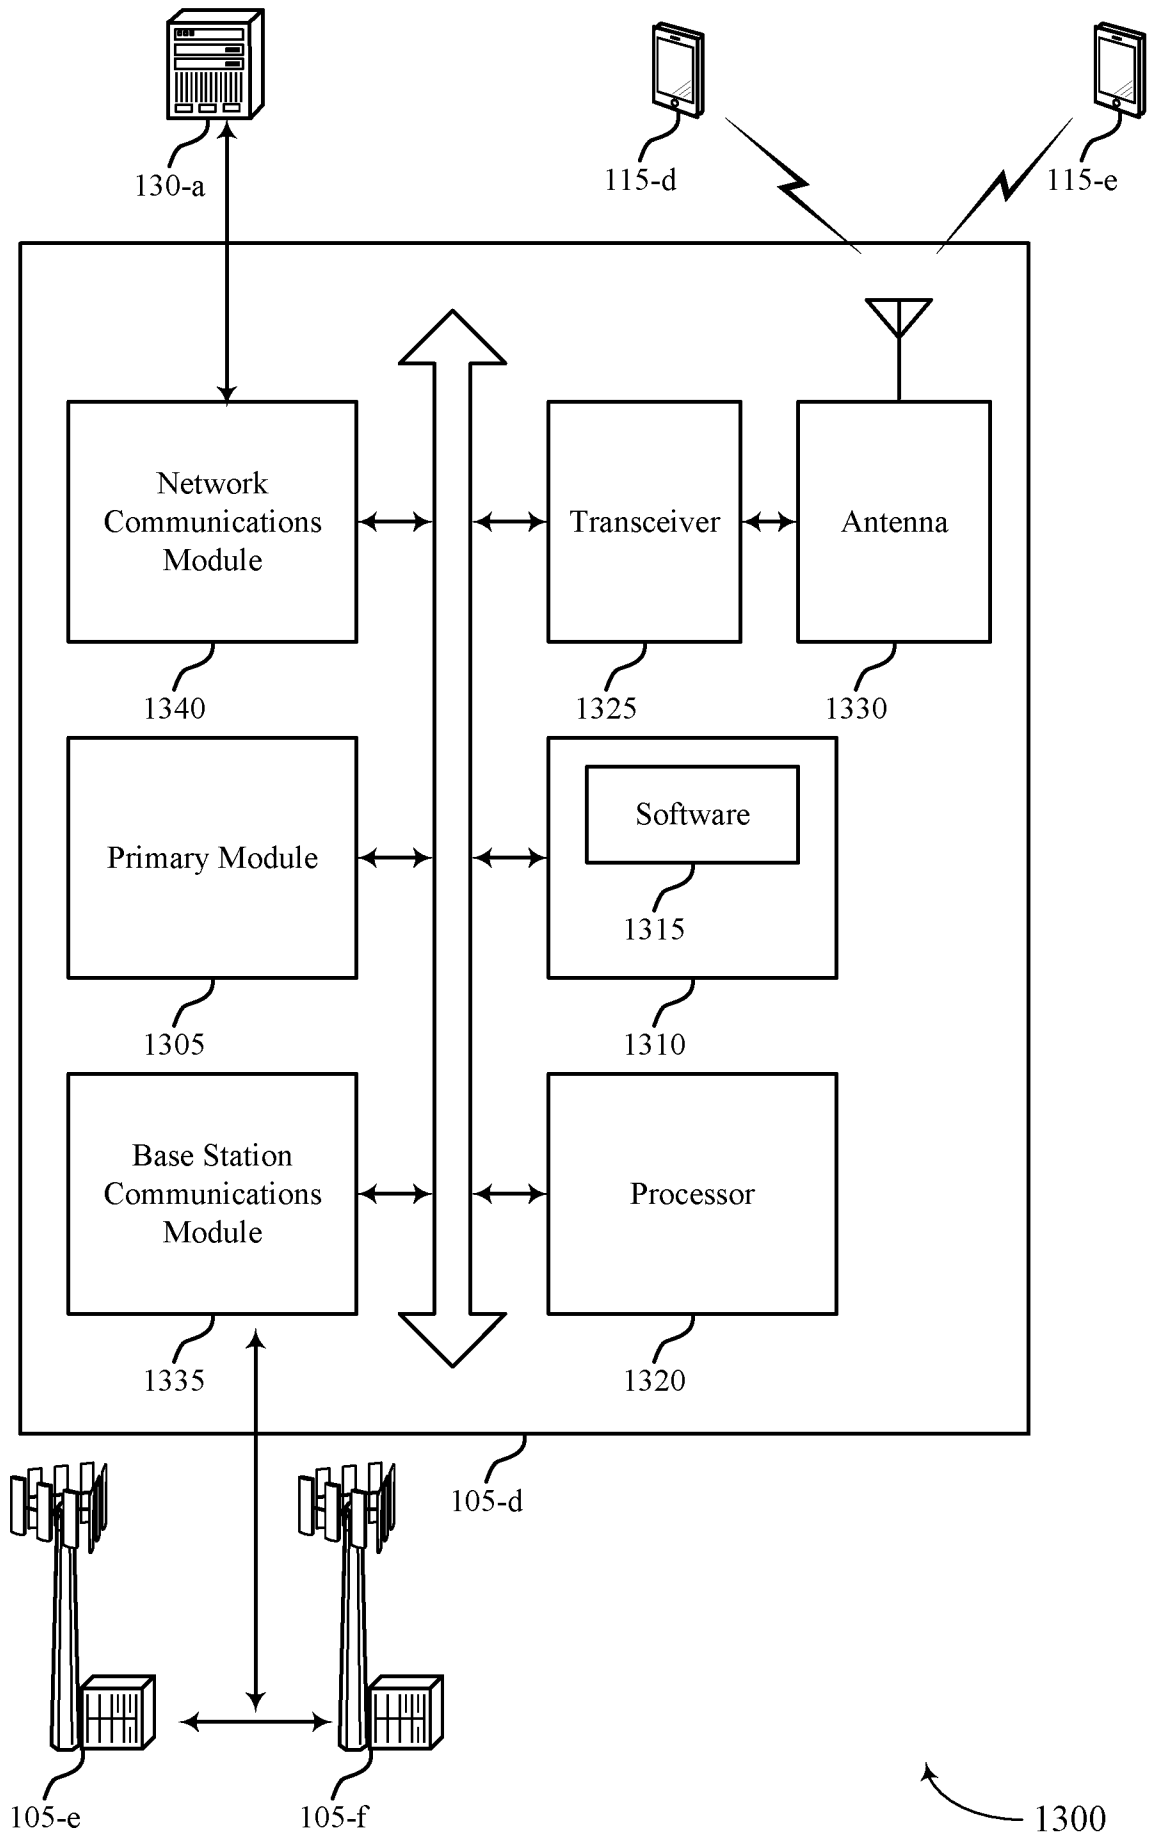 130-a
115-d
115-e
Network
Communications
Module
Transceiver
Antenna
1340
1325
1330
Primary Module
Software
1315
1305
1310
Base Station
Communications
Module
Processor
1335
1320
105-d
105-e
105-f
1300